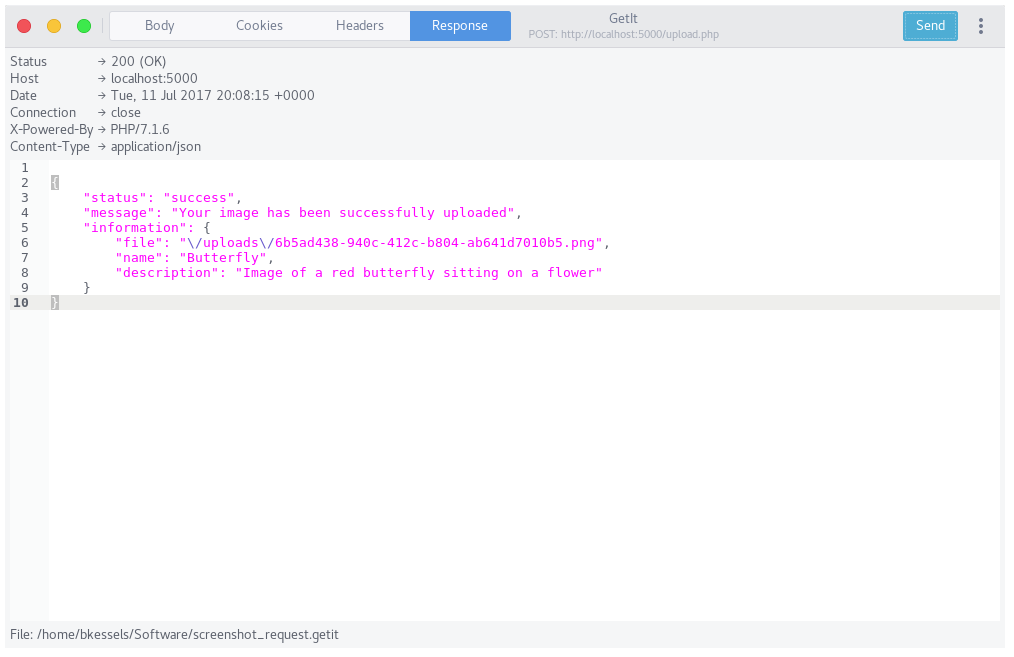 Body Cookies Headers Response GetIt Send
POST: http://localhost:5000/upload.php
Status → 200 (OK)
Host → localhost:5000
Date → Tue, 11 Jul 2017 20:08:15 +0000
Connection → close
X-Powered-By → PHP/7.1.6
Content-Type → application/json
1
2 {
3     "status": "success",
4     "message": "Your image has been successfully uploaded",
5     "information": {
6         "file": "\/uploads\/6b5ad438-940c-412c-b804-ab641d7010b5.png",
7         "name": "Butterfly",
8         "description": "Image of a red butterfly sitting on a flower"
9     }
10 }
File: /home/bkessels/Software/screenshot_request.getit